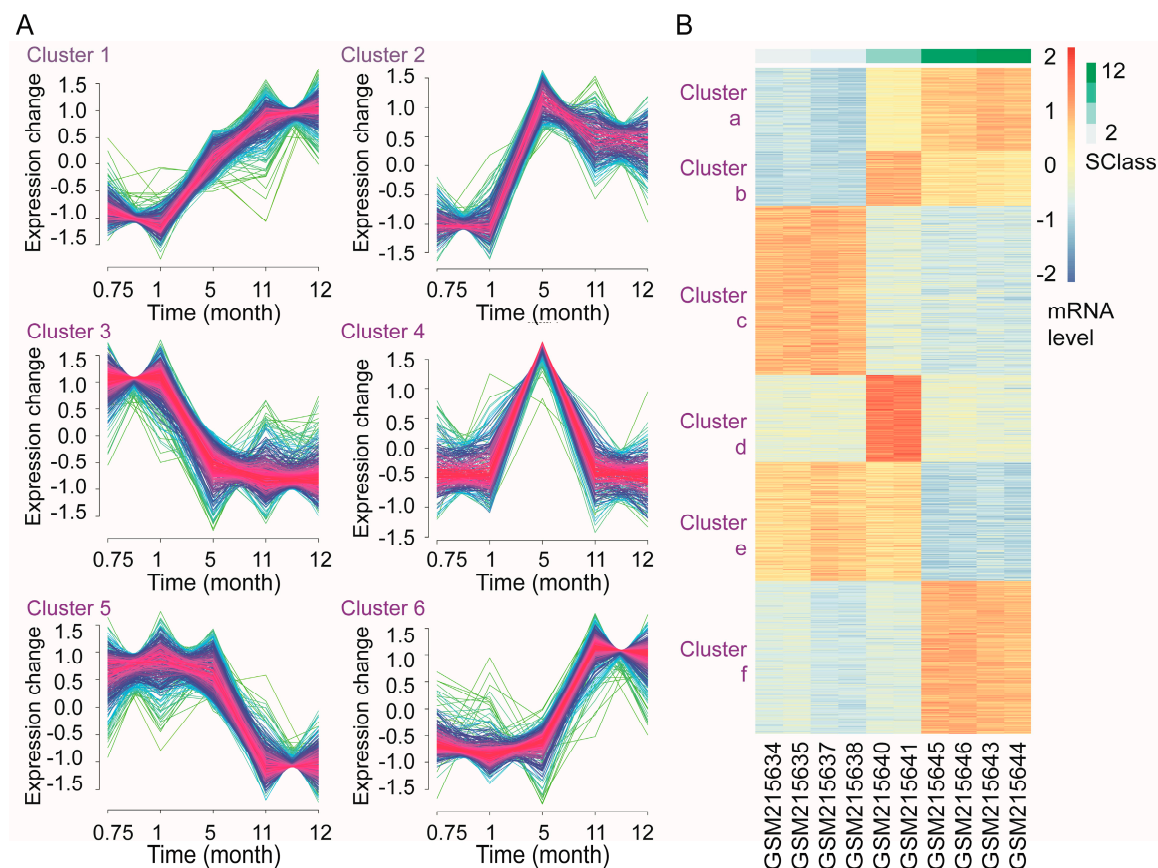 A
Cluster 1
Expression change
1.5
1.0
0.5
0.0
-0.5
-1.0
-1.5
0.75 1 5 11 12
Time (month)
Cluster 2
Expression change
1.5
1.0
0.5
0.0
-0.5
-1.0
-1.5
0.75 1 5 11 12
Time (month)
Cluster 3
Expression change
1.5
1.0
0.5
0.0
-0.5
-1.0
-1.5
0.75 1 5 11 12
Time (month)
Cluster 4
Expression change
1.5
1.0
0.5
0.0
-0.5
-1.0
-1.5
0.75 1 5 11 12
Time (month)
Cluster 5
Expression change
1.5
1.0
0.5
0.0
-0.5
-1.0
-1.5
0.75 1 5 11 12
Time (month)
Cluster 6
Expression change
1.5
1.0
0.5
0.0
-0.5
-1.0
-1.5
0.75 1 5 11 12
Time (month)
B
Cluster
a
Cluster
b
Cluster
c
Cluster
d
Cluster
e
Cluster
f
2
1
0
-1
-2
mRNA
level
12
2
SClass
GSM215634
GSM215635
GSM215637
GSM215638
GSM215640
GSM215641
GSM215645
GSM215646
GSM215643
GSM215644